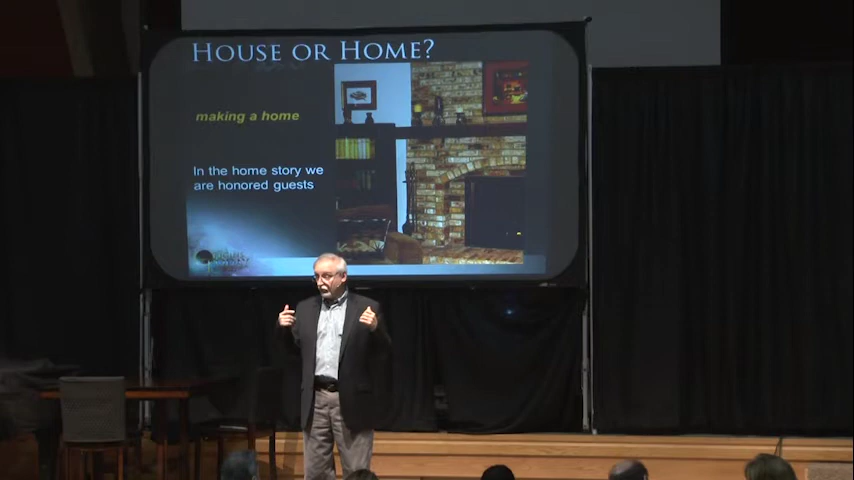 HOUSE OR HOME?
making a home
In the home story we
are honored guests